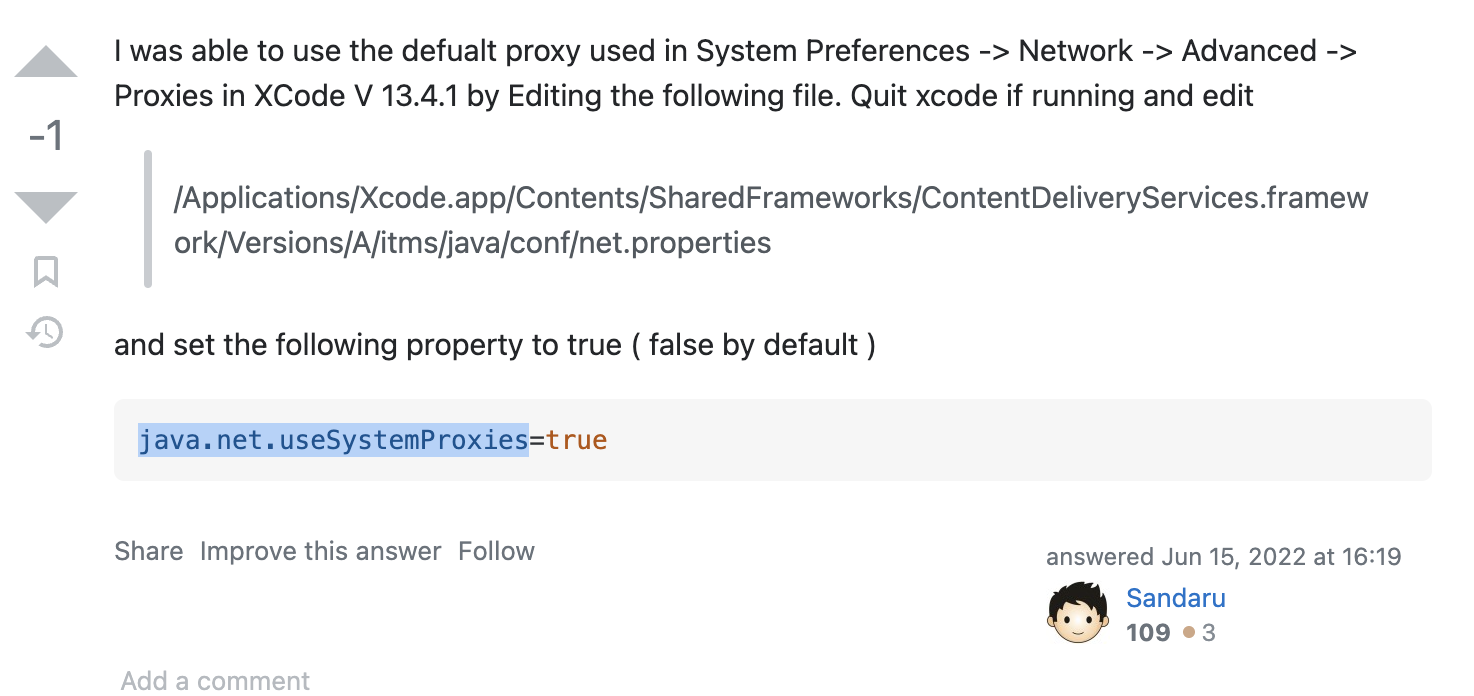 I was able to use the defualt proxy used in System Preferences -> Network -> Advanced ->
Proxies in XCode V 13.4.1 by Editing the following file. Quit xcode if running and edit
-1
/Applications/Xcode.app/Contents/SharedFrameworks/ContentDeliveryServices.framew
ork/Versions/A/itms/java/conf/net.properties
and set the following property to true ( false by default )
java.net.useSystemProxies=true
Share Improve this answer Follow
answered Jun 15, 2022 at 16:19
Sandaru
109 3
Add a comment